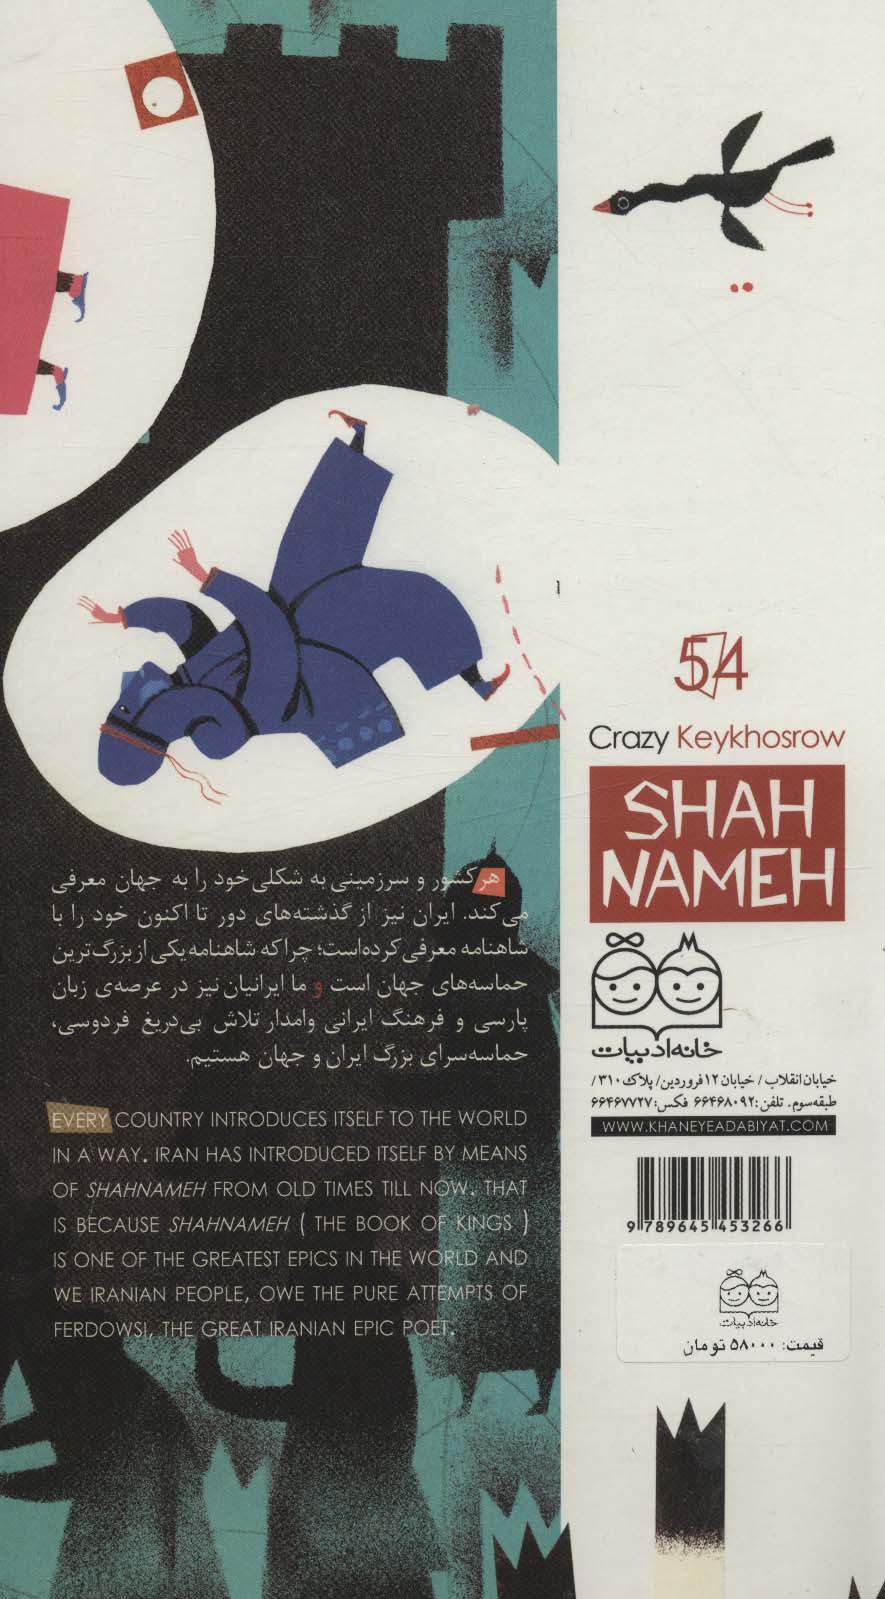 54
Crazy Keykhosrow
SHAH
NAMEH
هر کشور و سرزمینی به شکلی خود را به جهان معرفی
می‌کند. ایران نیز از گذشته‌های دور تا اکنون خود را با
شاهنامه معرفی کرده‌است؛ چراکه شاهنامه یکی از بزرگ‌ترین
حماسه‌های جهان است و ما ایرانیان نیز در عرصه‌ی زبان
پارسی و فرهنگ ایرانی وامدار تلاش بی‌دریغ فردوسی،
حماسه‌سرای بزرگ ایران و جهان هستیم.
EVERY COUNTRY INTRODUCES ITSELF TO THE WORLD
IN A WAY. IRAN HAS INTRODUCED ITSELF BY MEANS
OF SHAHNAMEH FROM OLD TIMES TILL NOW. THAT
IS BECAUSE SHAHNAMEH ( THE BOOK OF KINGS )
IS ONE OF THE GREATEST EPICS IN THE WORLD AND
WE IRANIAN PEOPLE, OWE THE PURE ATTEMPTS OF
FERDOWSI, THE GREAT IRANIAN EPIC POET.
خانه ادبیات
خیابان انقلاب / خیابان ۱۲ فروردین/ پلاک ۳۱۰/
طبقه سوم. تلفن: ۶۶۴۶۸۰۹۲ فکس: ۶۶۴۶۷۷۲۷
WWW.KHANEYEADABIYAT.COM
9 789645 453266
خانه ادبیات
قیمت: ۵۸۰۰۰ تومان